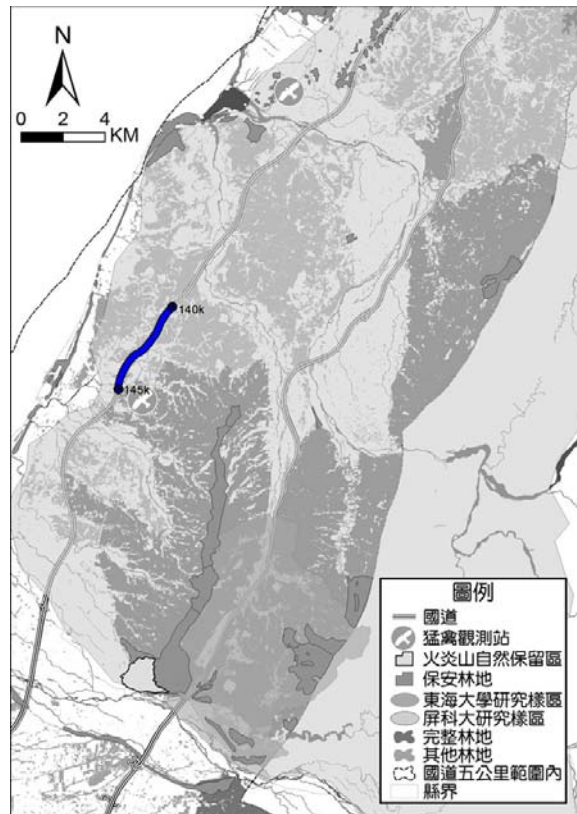 N
0 2 4
KM
140k
145k
圖例
國道
猛禽觀測站
火炎山自然保留區
保安林地
東海大學研究樣區
屏科大研究樣區
完整林地
其他林地
國道五公里範圍內
縣界